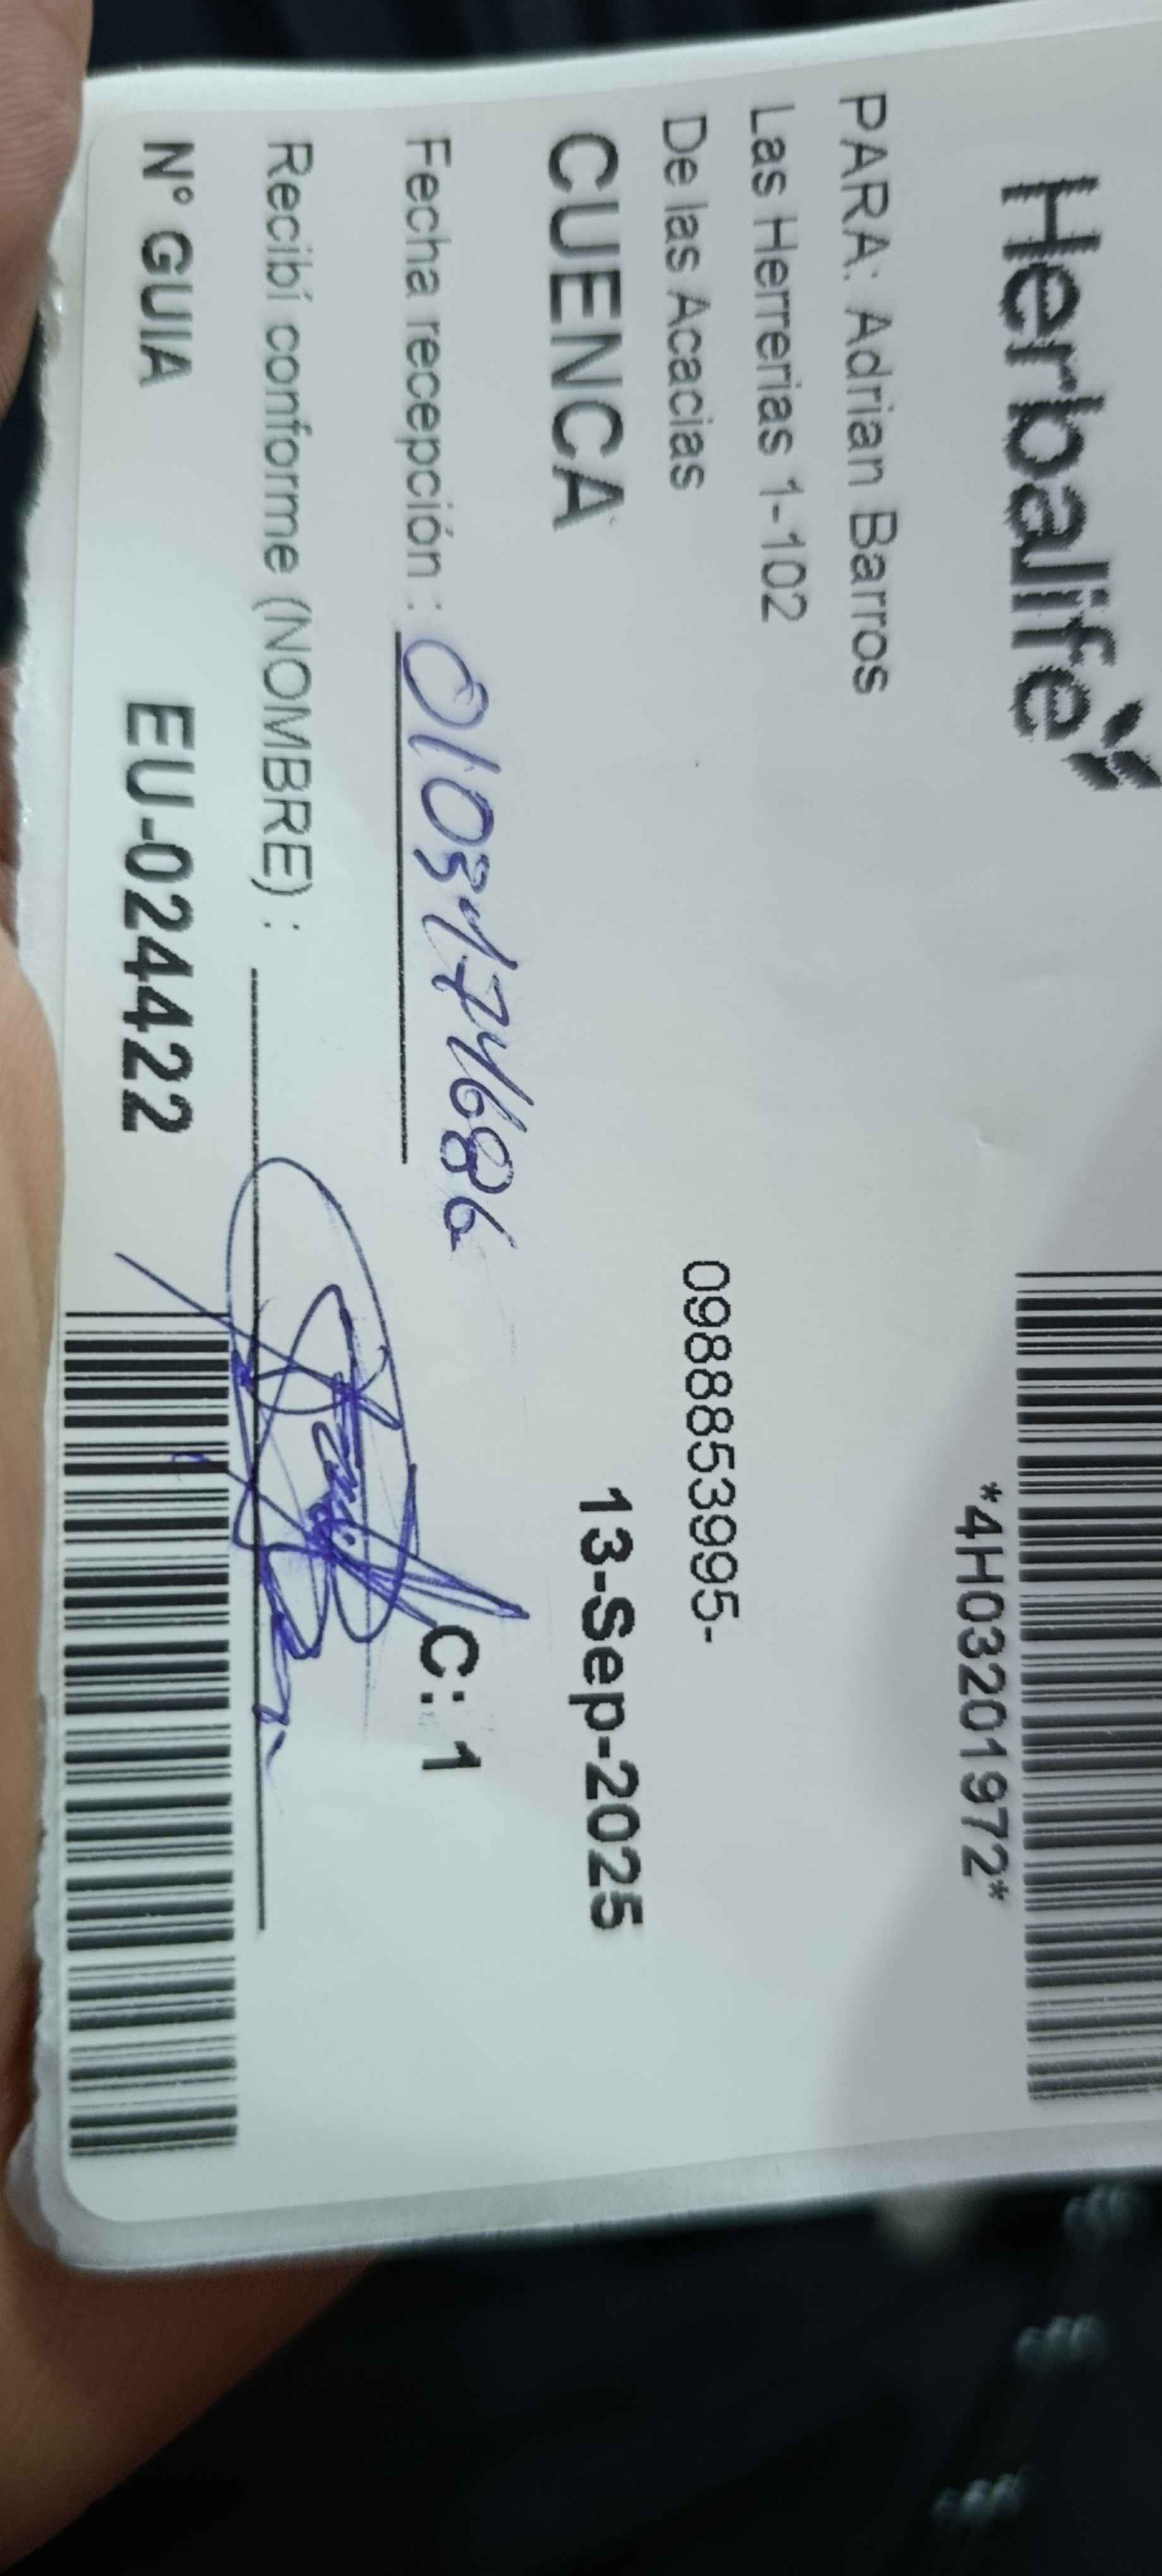 Herbalife
*4H03201972*
PARA: Adrian Barros
Las Herrerias 1-102
De las Acacias
0988853995-
CUENCA
13-Sep-2025
Fecha recepción : 0103474686
C: 1
Recibí conforme (NOMBRE) :
Nº GUIA EU-024422